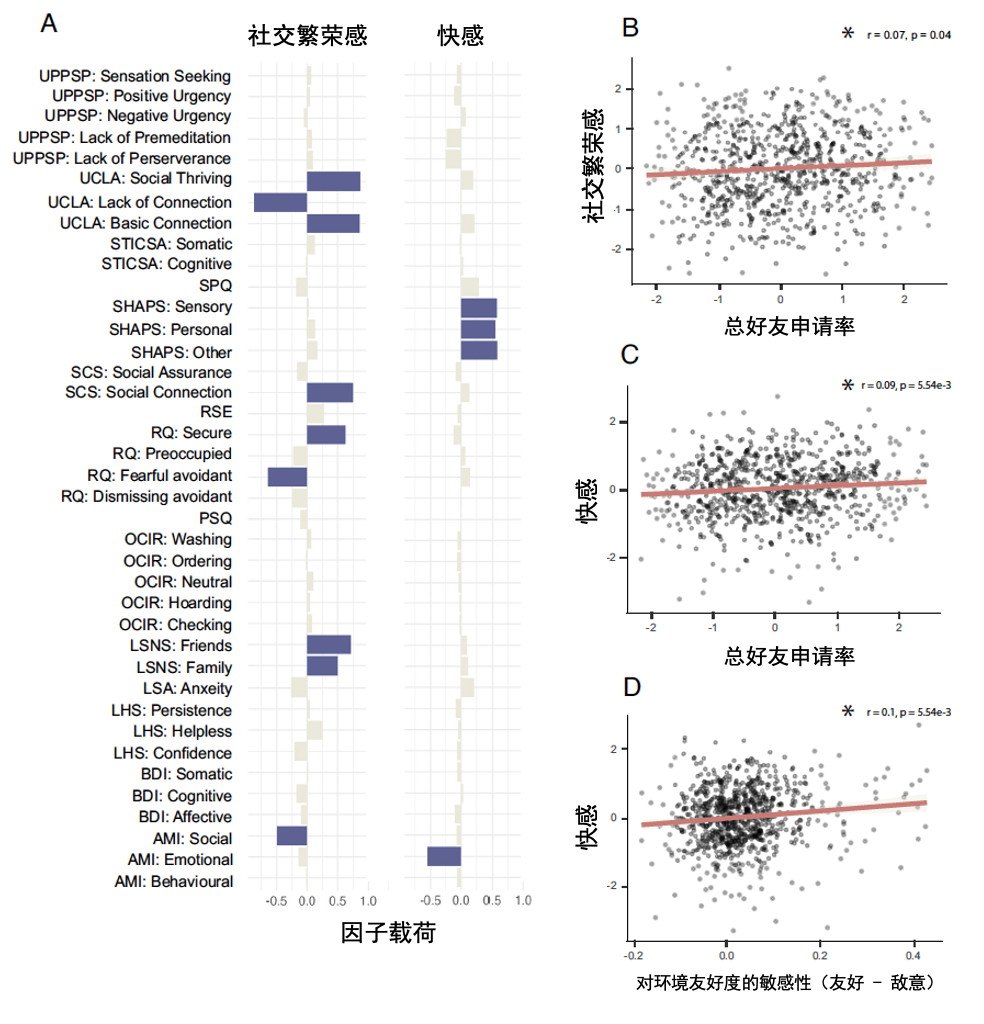 A
社交繁荣感
快感
UPPSP: Sensation Seeking
UPPSP: Positive Urgency
UPPSP: Negative Urgency
UPPSP: Lack of Premeditation
UPPSP: Lack of Perserverance
UCLA: Social Thriving
UCLA: Lack of Connection
UCLA: Basic Connection
STICSA: Somatic
STICSA: Cognitive
SPQ
SHAPS: Sensory
SHAPS: Personal
SHAPS: Other
SCS: Social Assurance
SCS: Social Connection
RSE
RQ: Secure
RQ: Preoccupied
RQ: Fearful avoidant
RQ: Dismissing avoidant
PSQ
OCIR: Washing
OCIR: Ordering
OCIR: Neutral
OCIR: Hoarding
OCIR: Checking
LSNS: Friends
LSNS: Family
LSA: Anxeity
LHS: Persistence
LHS: Helpless
LHS: Confidence
BDI: Somatic
BDI: Cognitive
BDI: Affective
AMI: Social
AMI: Emotional
AMI: Behavioural
-0.5 0.0 0.5 1.0
-0.5 0.0 0.5 1.0
因子载荷
B
* r = 0.07, p = 0.04
社交繁荣感
2
1
0
-1
-2
-2 -1 0 1 2
总好友申请率
C
* r = 0.09, p = 5.54e-3
快感
2
0
-2
-2 -1 0 1 2
总好友申请率
D
* r = 0.1, p = 5.54e-3
快感
2
0
-2
-0.2 0.0 0.2 0.4
对环境友好度的敏感性（友好 - 敌意）